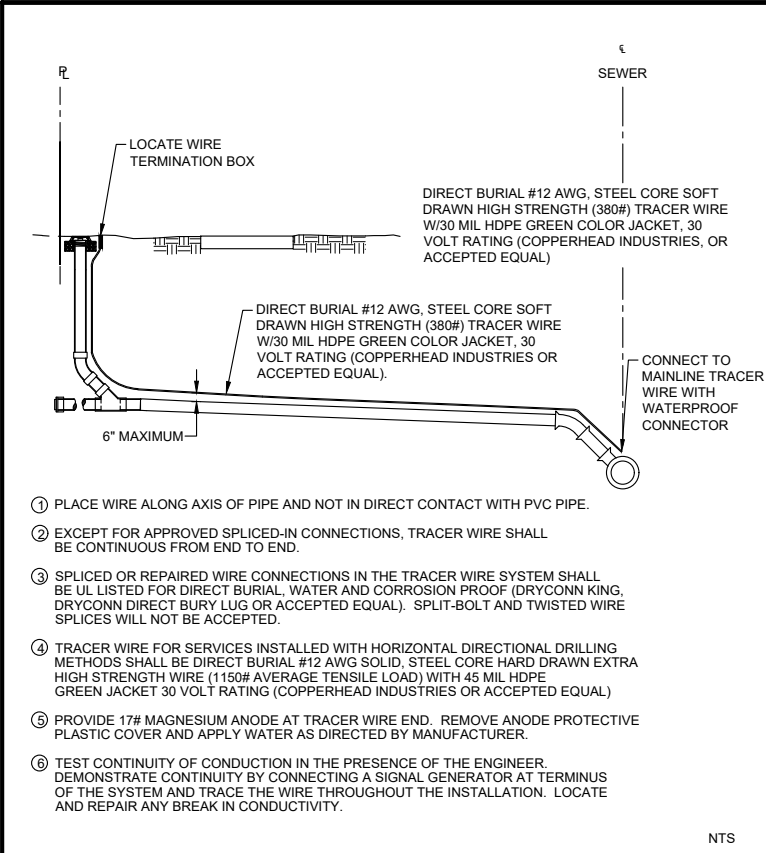 ℄
SEWER
PL
LOCATE WIRE
TERMINATION BOX
DIRECT BURIAL #12 AWG, STEEL CORE SOFT
DRAWN HIGH STRENGTH (380#) TRACER WIRE
W/30 MIL HDPE GREEN COLOR JACKET, 30
VOLT RATING (COPPERHEAD INDUSTRIES, OR
ACCEPTED EQUAL)
DIRECT BURIAL #12 AWG, STEEL CORE SOFT
DRAWN HIGH STRENGTH (380#) TRACER WIRE
W/30 MIL HDPE GREEN COLOR JACKET, 30
VOLT RATING (COPPERHEAD INDUSTRIES OR
ACCEPTED EQUAL).
CONNECT TO
MAINLINE TRACER
WIRE WITH
WATERPROOF
CONNECTOR
6" MAXIMUM
① PLACE WIRE ALONG AXIS OF PIPE AND NOT IN DIRECT CONTACT WITH PVC PIPE.
② EXCEPT FOR APPROVED SPLICED-IN CONNECTIONS, TRACER WIRE SHALL
BE CONTINUOUS FROM END TO END.
③ SPLICED OR REPAIRED WIRE CONNECTIONS IN THE TRACER WIRE SYSTEM SHALL
BE UL LISTED FOR DIRECT BURIAL, WATER AND CORROSION PROOF (DRYCONN KING,
DRYCONN DIRECT BURY LUG OR ACCEPTED EQUAL). SPLIT-BOLT AND TWISTED WIRE
SPLICES WILL NOT BE ACCEPTED.
④ TRACER WIRE FOR SERVICES INSTALLED WITH HORIZONTAL DIRECTIONAL DRILLING
METHODS SHALL BE DIRECT BURIAL #12 AWG SOLID, STEEL CORE HARD DRAWN EXTRA
HIGH STRENGTH WIRE (1150# AVERAGE TENSILE LOAD) WITH 45 MIL HDPE
GREEN JACKET 30 VOLT RATING (COPPERHEAD INDUSTRIES OR ACCEPTED EQUAL)
⑤ PROVIDE 17# MAGNESIUM ANODE AT TRACER WIRE END. REMOVE ANODE PROTECTIVE
PLASTIC COVER AND APPLY WATER AS DIRECTED BY MANUFACTURER.
⑥ TEST CONTINUITY OF CONDUCTION IN THE PRESENCE OF THE ENGINEER.
DEMONSTRATE CONTINUITY BY CONNECTING A SIGNAL GENERATOR AT TERMINUS
OF THE SYSTEM AND TRACE THE WIRE THROUGHOUT THE INSTALLATION. LOCATE
AND REPAIR ANY BREAK IN CONDUCTIVITY.
NTS